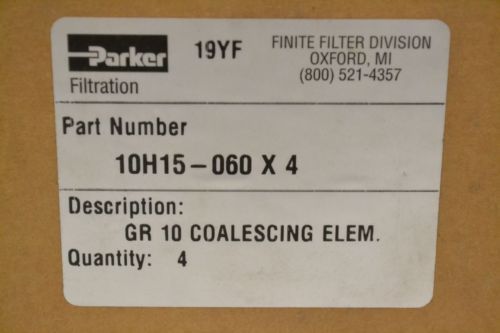 Parker
Filtration
19YF
FINITE FILTER DIVISION
OXFORD, MI
(800) 521-4357
Part Number
10H15-060 X 4
Description:
GR 10 COALESCING ELEM.
Quantity: 4